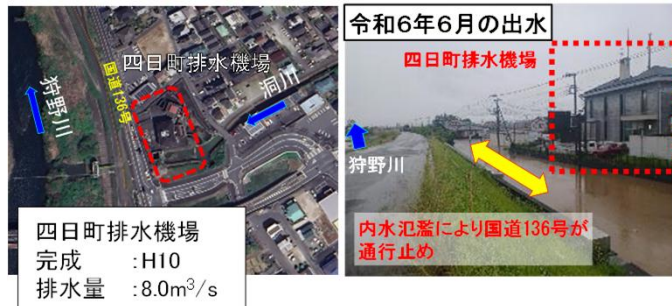 四日町排水機場
国道136号
狩野川
洞川
四日町排水機場
完成　：H10
排水量　：8.0m³/s
令和６年６月の出水
四日町排水機場
狩野川
内水氾濫により国道136号が
通行止め